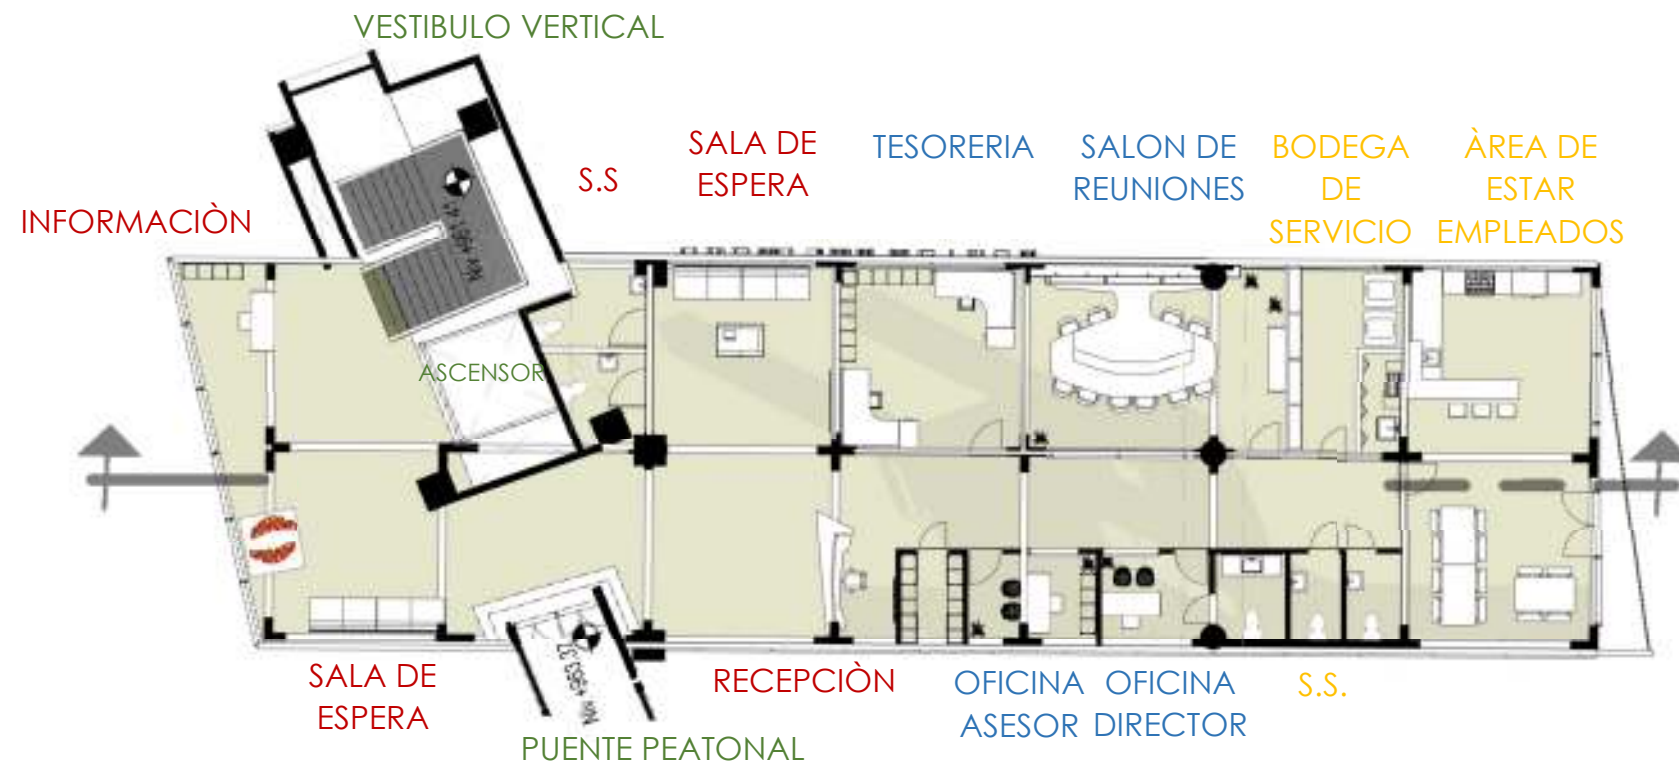 VESTIBULO VERTICAL
INFORMACIÒN
S.S
SALA DE
ESPERA
TESORERIA
SALON DE
REUNIONES
BODEGA
DE
SERVICIO
ÀREA DE
ESTAR
EMPLEADOS
ASCENSOR
SALA DE
ESPERA
PUENTE PEATONAL
RECEPCIÒN
OFICINA
ASESOR
OFICINA
DIRECTOR
S.S.